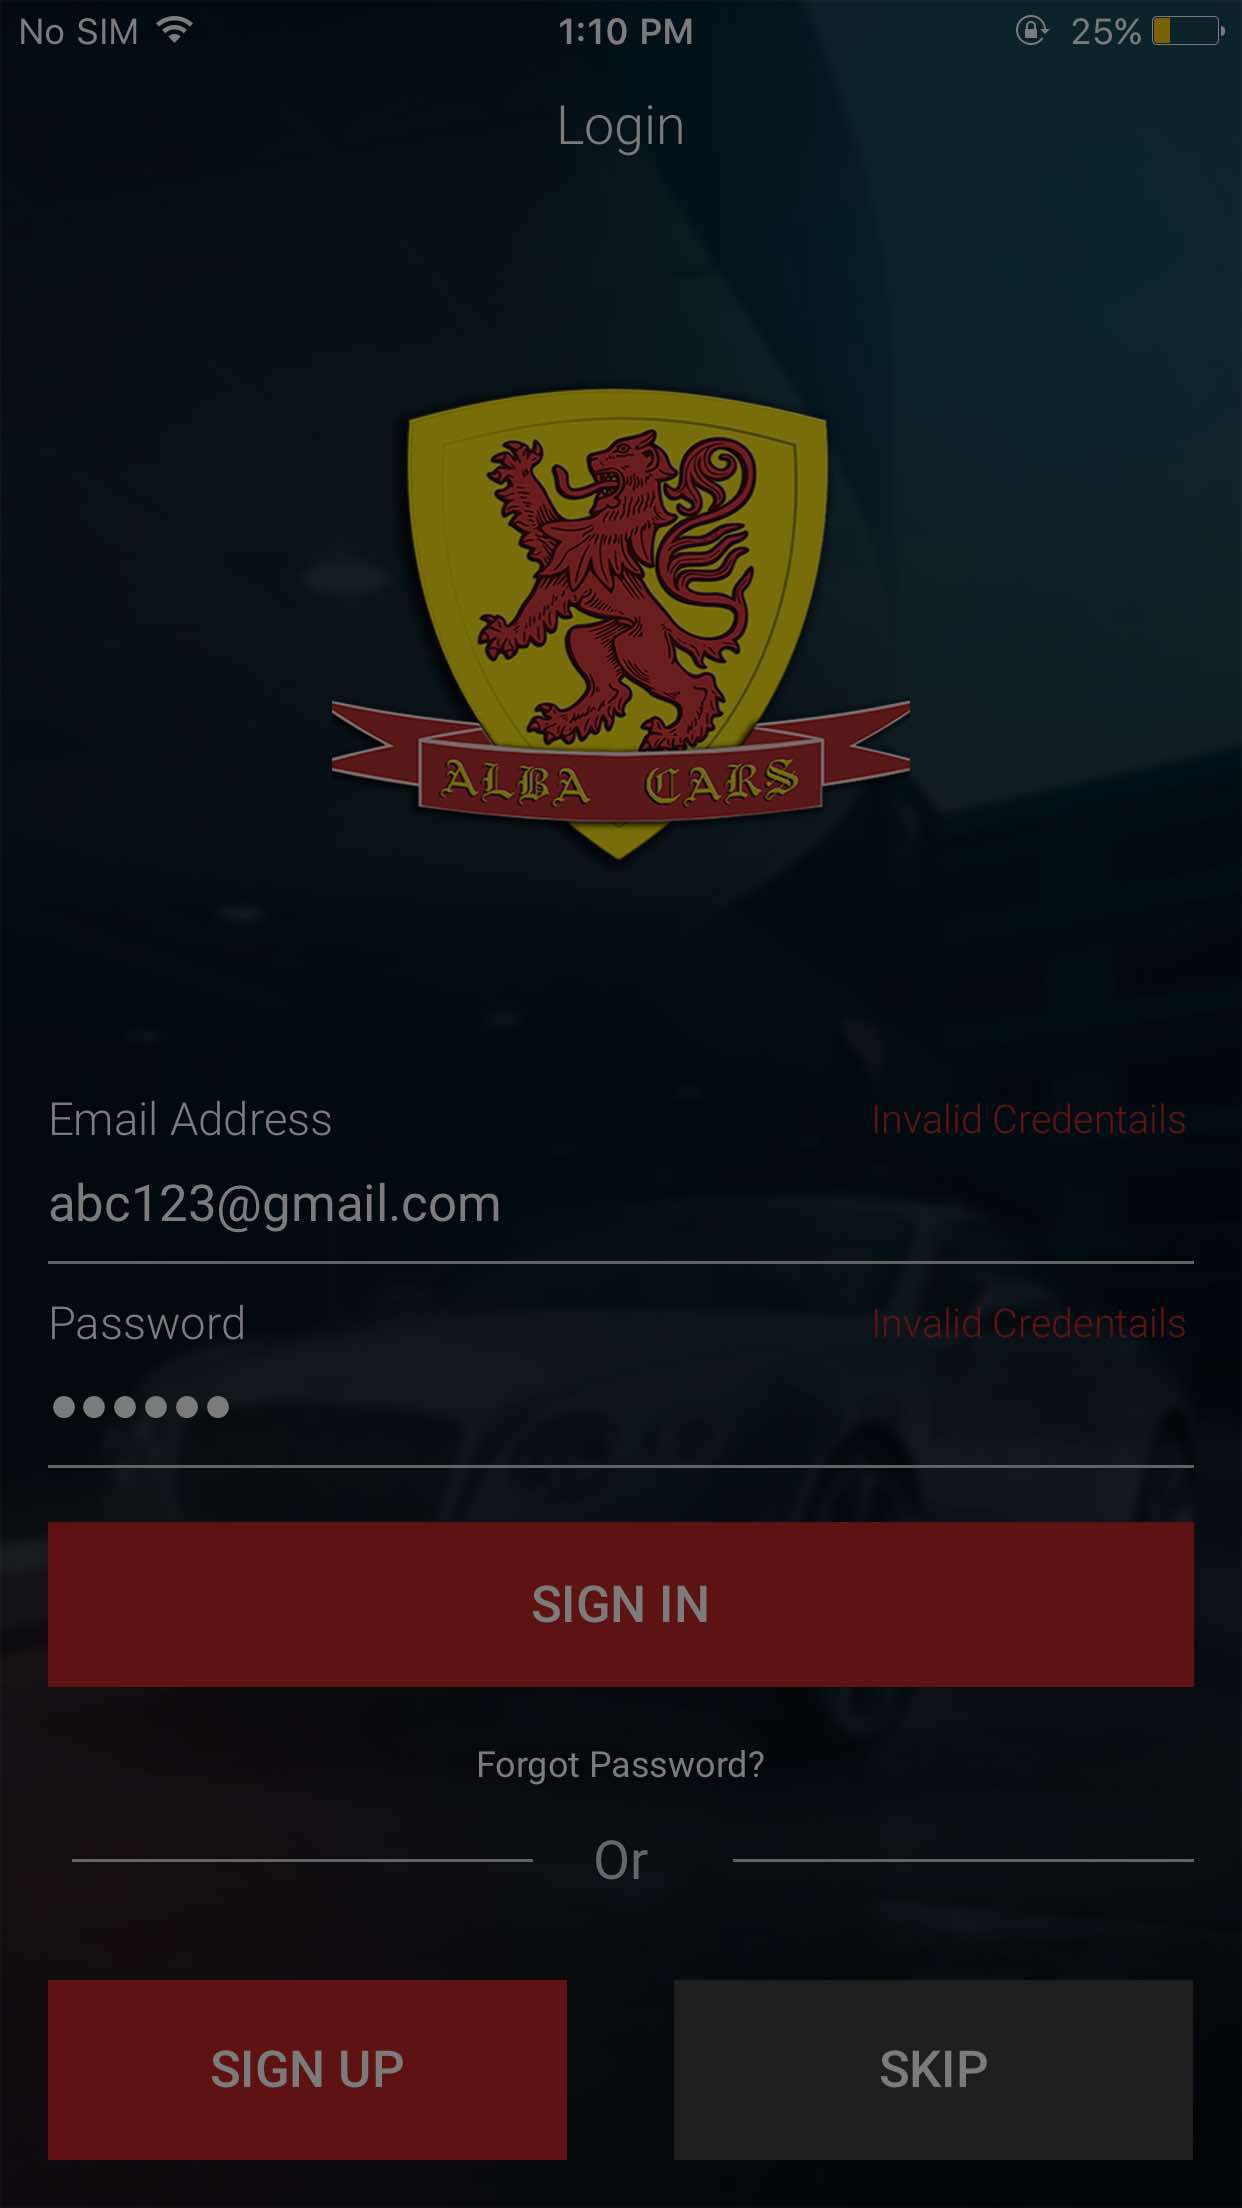 No SIM 1:10 PM 25%
Login
ALBA CARS
Email Address Invalid Credentails
abc123@gmail.com
Password Invalid Credentails
SIGN IN
Forgot Password?
Or
SIGN UP SKIP